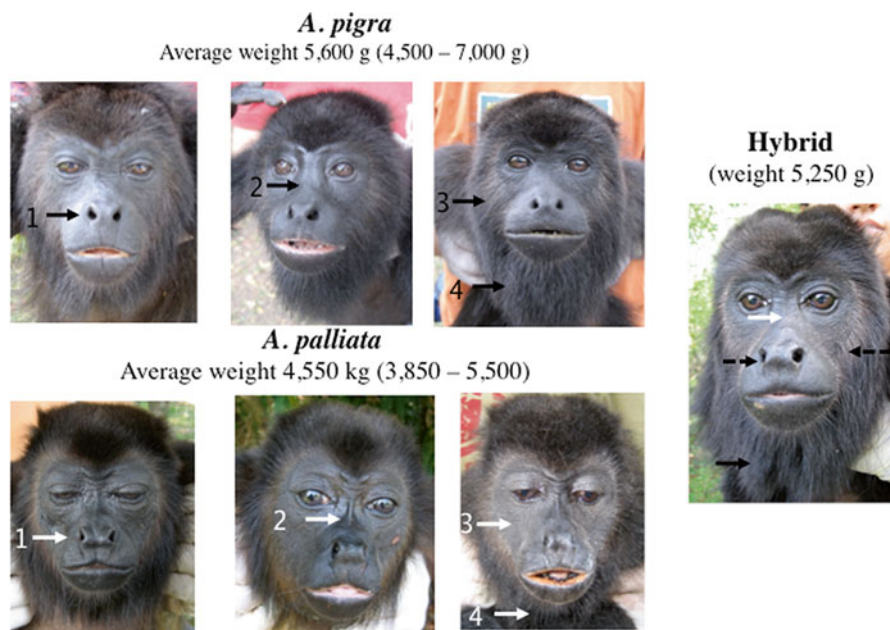 A. pigra
Average weight 5,600 g (4,500 – 7,000 g)
1
2
3
4
Hybrid
(weight 5,250 g)
A. palliata
Average weight 4,550 kg (3,850 – 5,500)
1
2
3
4